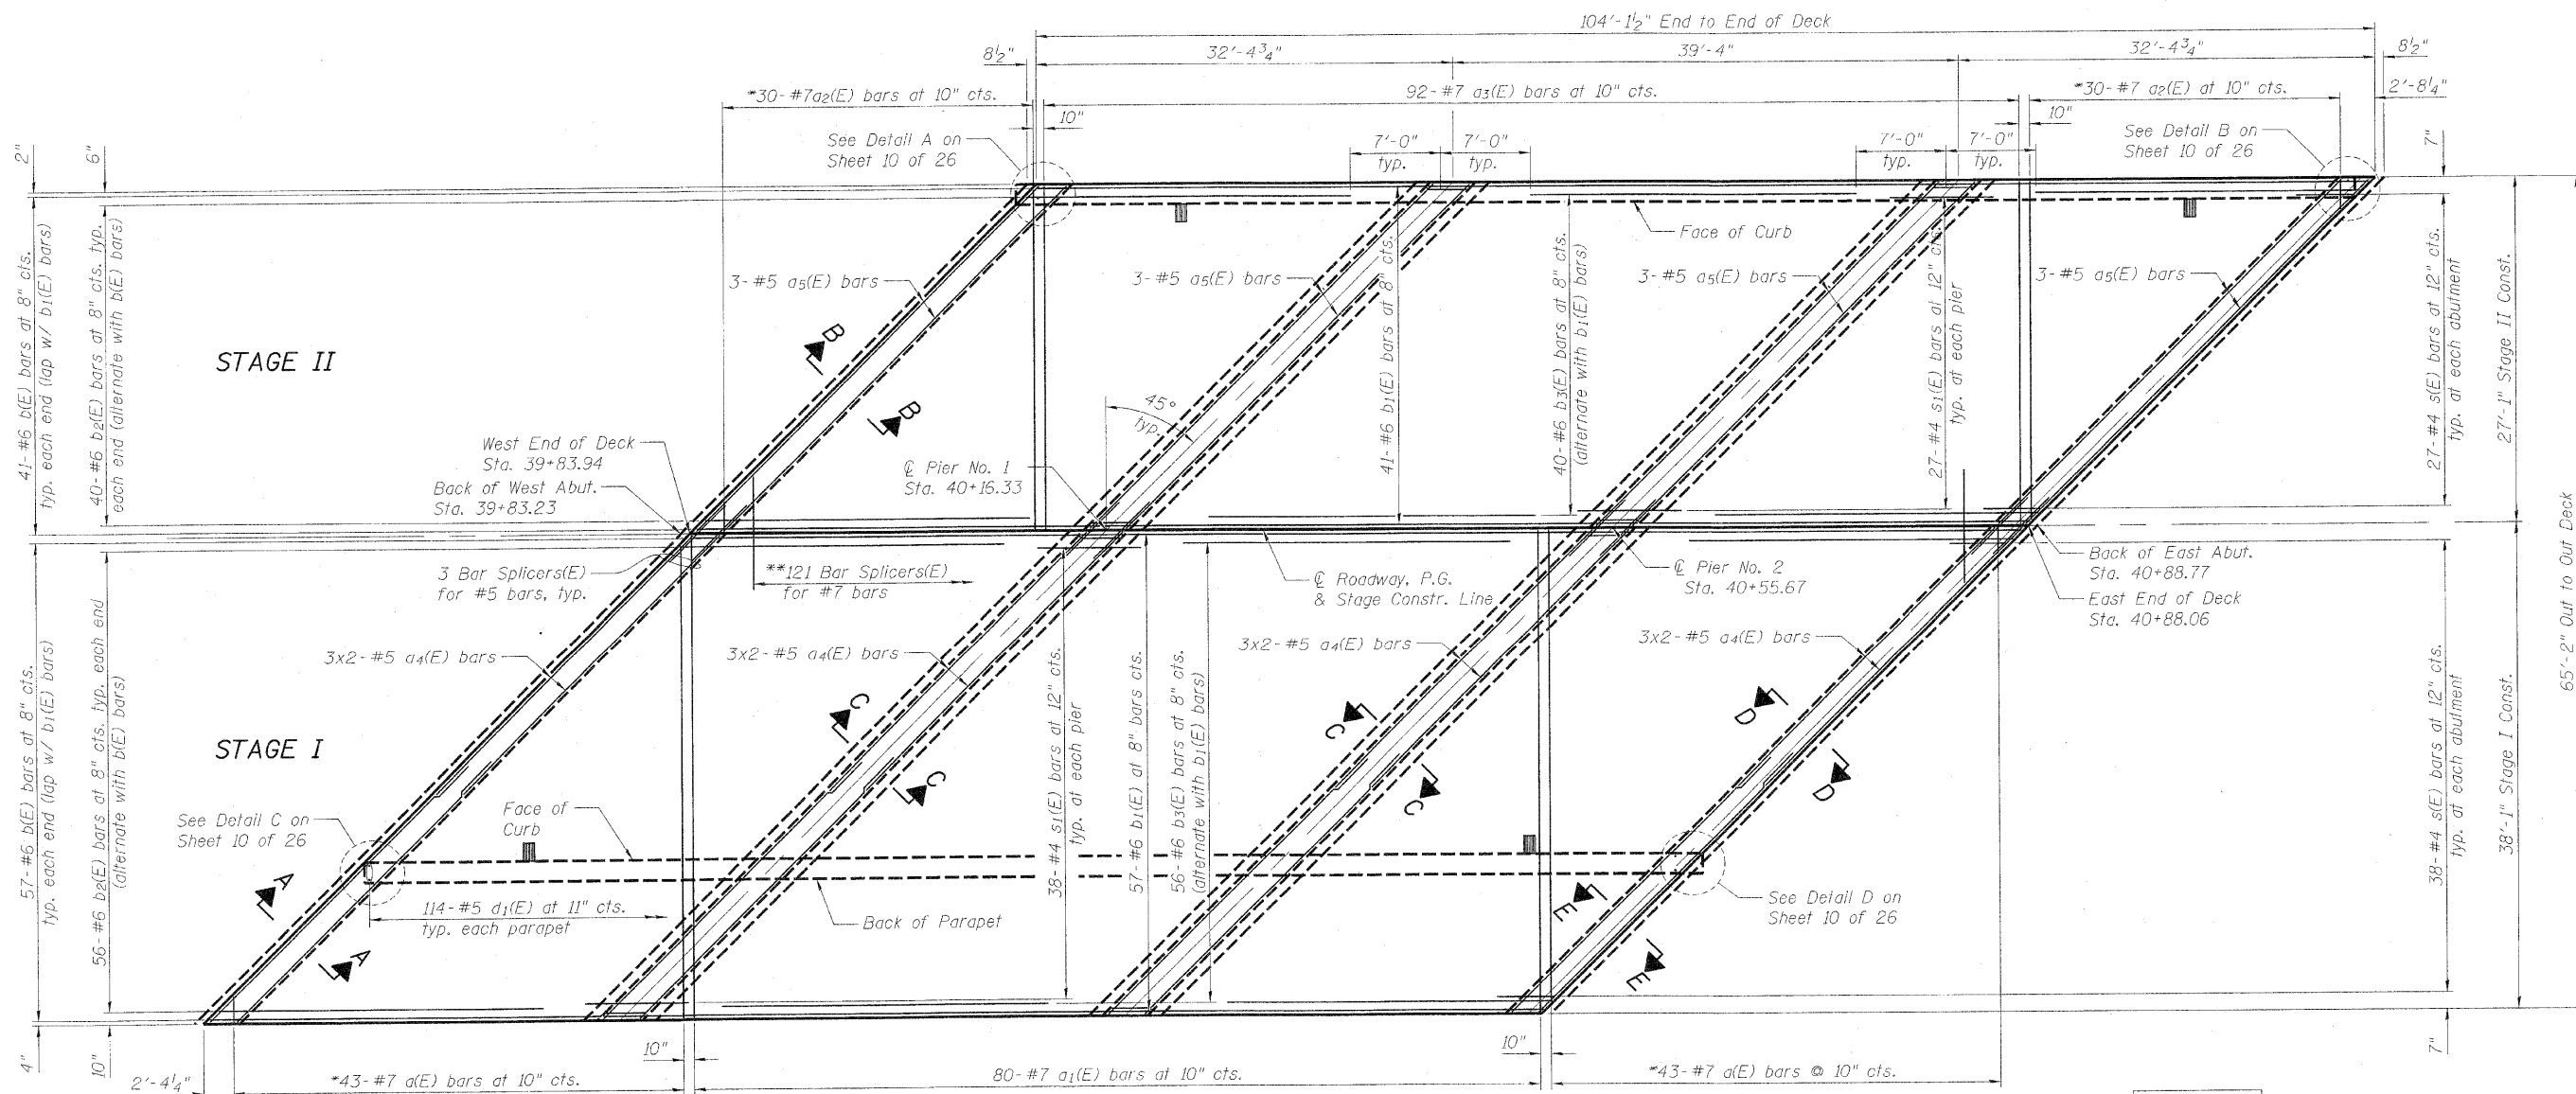 104'-1½" End to End of Deck
8½"
32'-4¾"
39'-4"
32'-4¾"
8½"
*30-#7a2(E) bars at 10" cts.
92-#7 a3(E) bars at 10" cts.
*30-#7 a2(E) at 10" cts.
2'-8¼"
10"
10"
2"
6"
See Detail A on
Sheet 10 of 26
7'-0"
typ.
7'-0"
typ.
7'-0"
typ.
7'-0"
typ.
See Detail B on
Sheet 10 of 26
7"
41-#6 b(E) bars at 8" cts.
typ. each end (lap w/ b1(E) bars)
40-#6 b2(E) bars at 8" cts. typ.
each end (alternate with b(E) bars)
Face of Curb
3-#5 a5(E) bars
3-#5 a5(E) bars
3-#5 a5(E) bars
3-#5 a5(E) bars
41-#6 b1(E) bars at 8" cts.
40-#6 b3(E) bars at 8" cts.
(alternate with b1(E) bars)
27-#4 s1(E) bars at 12" cts.
typ. at each pier
27-#4 s(E) bars at 12" cts.
typ. at each abutment
27'-1" Stage II Const.
65'-2" Out to Out Deck
STAGE II
B
B
45°
typ.
West End of Deck
Sta. 39+83.94
Back of West Abut.
Sta. 39+83.23
℄ Pier No. 1
Sta. 40+16.33
3 Bar Splicers(E)
for #5 bars, typ.
**121 Bar Splicers(E)
for #7 bars
℄ Roadway, P.G.
& Stage Constr. Line
℄ Pier No. 2
Sta. 40+55.67
Back of East Abut.
Sta. 40+88.77
East End of Deck
Sta. 40+88.06
3x2-#5 a4(E) bars
3x2-#5 a4(E) bars
3x2-#5 a4(E) bars
3x2-#5 a4(E) bars
57-#6 b(E) bars at 8" cts.
typ. each end (lap w/ b1(E) bars)
56-#6 b2(E) bars at 8" cts. typ. each end
(alternate with b(E) bars)
38-#4 s1(E) bars at 12" cts.
typ. at each pier
57-#6 b1(E) at 8" bars cts.
56-#6 b3(E) bars at 8" cts.
(alternate with b1(E) bars)
38-#4 s(E) bars at 12" cts.
typ. at each abutment
38'-1" Stage I Const.
STAGE I
C
C
C
C
D
D
See Detail C on
Sheet 10 of 26
Face of
Curb
A
A
114-#5 d1(E) at 11" cts.
typ. each parapet
Back of Parapet
E
E
See Detail D on
Sheet 10 of 26
4"
10"
10"
10"
7"
2'-4¼"
*43-#7 a(E) bars at 10" cts.
80-#7 a1(E) bars at 10" cts.
*43-#7 a(E) bars @ 10" cts.